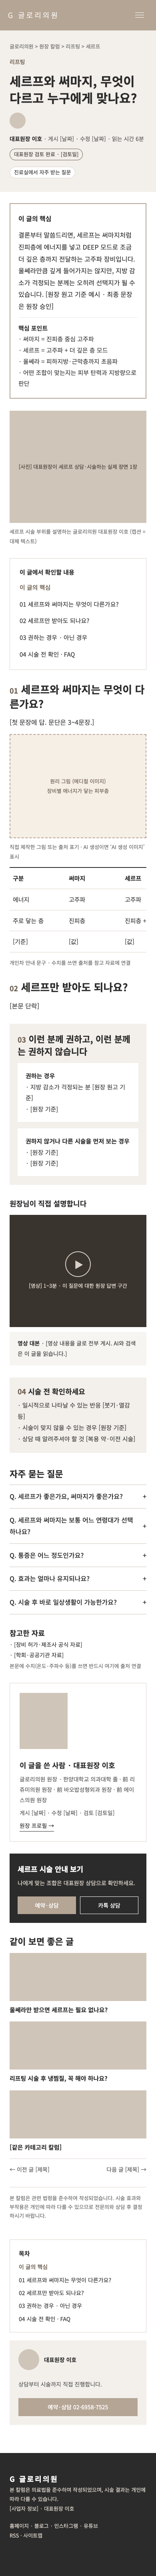 G 글로리의원
글로리의원 > 원장 칼럼 > 리프팅 > 세르프
리프팅
세르프와 써마지, 무엇이
다르고 누구에게 맞나요?
대표원장 이호 · 게시 [날짜] · 수정 [날짜] · 읽는 시간 6분
대표원장 검토 완료 · [검토일]
진료실에서 자주 받는 질문
이 글의 핵심
결론부터 말씀드리면, 세르프는 써마지처럼
진피층에 에너지를 넣고 DEEP 모드로 조금
더 깊은 층까지 전달하는 고주파 장비입니다.
울쎄라만큼 깊게 들어가지는 않지만, 지방 감
소가 걱정되는 분께는 오히려 선택지가 될 수
있습니다. [원장 원고 기준 예시 · 최종 문장
은 원장 승인]
핵심 포인트
· 써마지 = 진피층 중심 고주파
· 세르프 = 고주파 + 더 깊은 층 모드
· 울쎄라 = 피하지방·근막층까지 초음파
· 어떤 조합이 맞는지는 피부 탄력과 지방량으로
판단
[사진] 대표원장이 세르프 상담·시술하는 실제 장면 1장
세르프 시술 부위를 설명하는 글로리의원 대표원장 이호 (캡션 =
대체 텍스트)
이 글에서 확인할 내용
이 글의 핵심
01 세르프와 써마지는 무엇이 다른가요?
02 세르프만 받아도 되나요?
03 권하는 경우 · 아닌 경우
04 시술 전 확인 · FAQ
01 세르프와 써마지는 무엇이 다
른가요?
[첫 문장에 답. 문단은 3~4문장.]
원리 그림 (메디컬 이미지)
장비별 에너지가 닿는 피부층
직접 제작한 그림 또는 출처 표기 · AI 생성이면 'AI 생성 이미지'
표시
구분 써마지 세르프
에너지 고주파 고주파
주로 닿는 층 진피층 진피층 +
[기준] [값] [값]
개인차 안내 문구 · 수치를 쓰면 출처를 참고 자료에 연결
02 세르프만 받아도 되나요?
[본문 단락]
03 이런 분께 권하고, 이런 분께
는 권하지 않습니다
권하는 경우
· 지방 감소가 걱정되는 분 [원장 원고 기
준]
· [원장 기준]
권하지 않거나 다른 시술을 먼저 보는 경우
· [원장 기준]
· [원장 기준]
원장님이 직접 설명합니다
[영상] 1~3분 · 이 질문에 대한 원장 답변 구간
영상 대본 · [영상 내용을 글로 전부 게시. AI와 검색
은 이 글을 읽습니다.]
04 시술 전 확인하세요
· 일시적으로 나타날 수 있는 반응 [붓기·열감
등]
· 시술이 맞지 않을 수 있는 경우 [원장 기준]
· 상담 때 알려주셔야 할 것 [복용 약·이전 시술]
자주 묻는 질문
Q. 세르프가 좋은가요, 써마지가 좋은가요? +
Q. 세르프와 써마지는 보통 어느 연령대가 선택
하나요? +
Q. 통증은 어느 정도인가요? +
Q. 효과는 얼마나 유지되나요? +
Q. 시술 후 바로 일상생활이 가능한가요? +
참고한 자료
· [장비 허가·제조사 공식 자료]
· [학회·공공기관 자료]
본문에 수치(온도·주파수 등)를 쓰면 반드시 여기에 출처 연결
이 글을 쓴 사람 · 대표원장 이호
글로리의원 원장 · 한양대학교 의과대학 졸 · 前 리
쥬미의원 원장 · 前 바오밥성형외과 원장 · 前 데이
스의원 원장
게시 [날짜] · 수정 [날짜] · 검토 [검토일]
원장 프로필 →
세르프 시술 안내 보기
나에게 맞는 조합은 대표원장 상담으로 확인하세요.
예약·상담 카톡 상담
같이 보면 좋은 글
울쎄라만 받으면 세르프는 필요 없나요?
리프팅 시술 후 냉찜질, 꼭 해야 하나요?
[같은 카테고리 칼럼]
← 이전 글 [제목] 다음 글 [제목] →
본 칼럼은 관련 법령을 준수하여 작성되었습니다. 시술 효과와
부작용은 개인에 따라 다를 수 있으므로 전문의와 상담 후 결정
하시기 바랍니다.
목차
이 글의 핵심
01 세르프와 써마지는 무엇이 다른가요?
02 세르프만 받아도 되나요?
03 권하는 경우 · 아닌 경우
04 시술 전 확인 · FAQ
대표원장 이호
상담부터 시술까지 직접 진행합니다.
예약·상담 02-6958-7525
G 글로리의원
본 칼럼은 의료법을 준수하여 작성되었으며, 시술 결과는 개인에
따라 다를 수 있습니다.
[사업자 정보] · 대표원장 이호
홈페이지 · 블로그 · 인스타그램 · 유튜브
RSS · 사이트맵